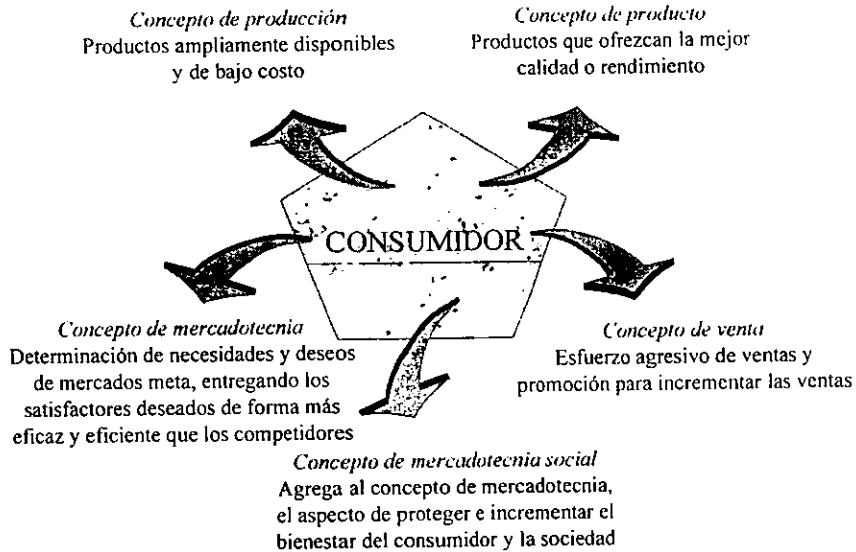 Concepto de producción
Productos ampliamente disponibles
y de bajo costo
Concepto de producto
Productos que ofrezcan la mejor
calidad o rendimiento
CONSUMIDOR
Concepto de mercadotecnia
Determinación de necesidades y deseos
de mercados meta, entregando los
satisfactores deseados de forma más
eficaz y eficiente que los competidores
Concepto de venta
Esfuerzo agresivo de ventas y
promoción para incrementar las ventas
Concepto de mercadotecnia social
Agrega al concepto de mercadotecnia,
el aspecto de proteger e incrementar el
bienestar del consumidor y la sociedad